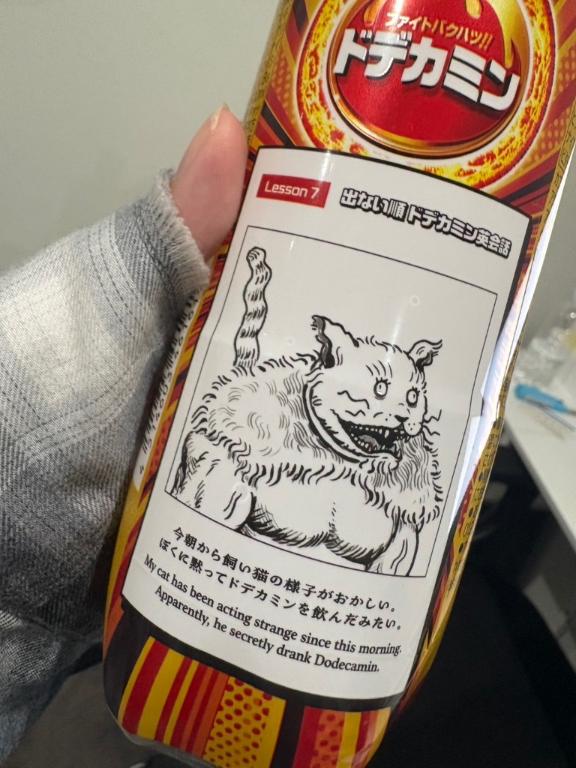 ファイトバクハツ!!
ドデカミン
Lesson 7
出ない順 ドデカミン英会話
今朝から飼い猫の様子がおかしい。
ぼくに黙ってドデカミンを飲んだみたい。
My cat has been acting strange since this morning.
Apparently, he secretly drank Dodecamin.